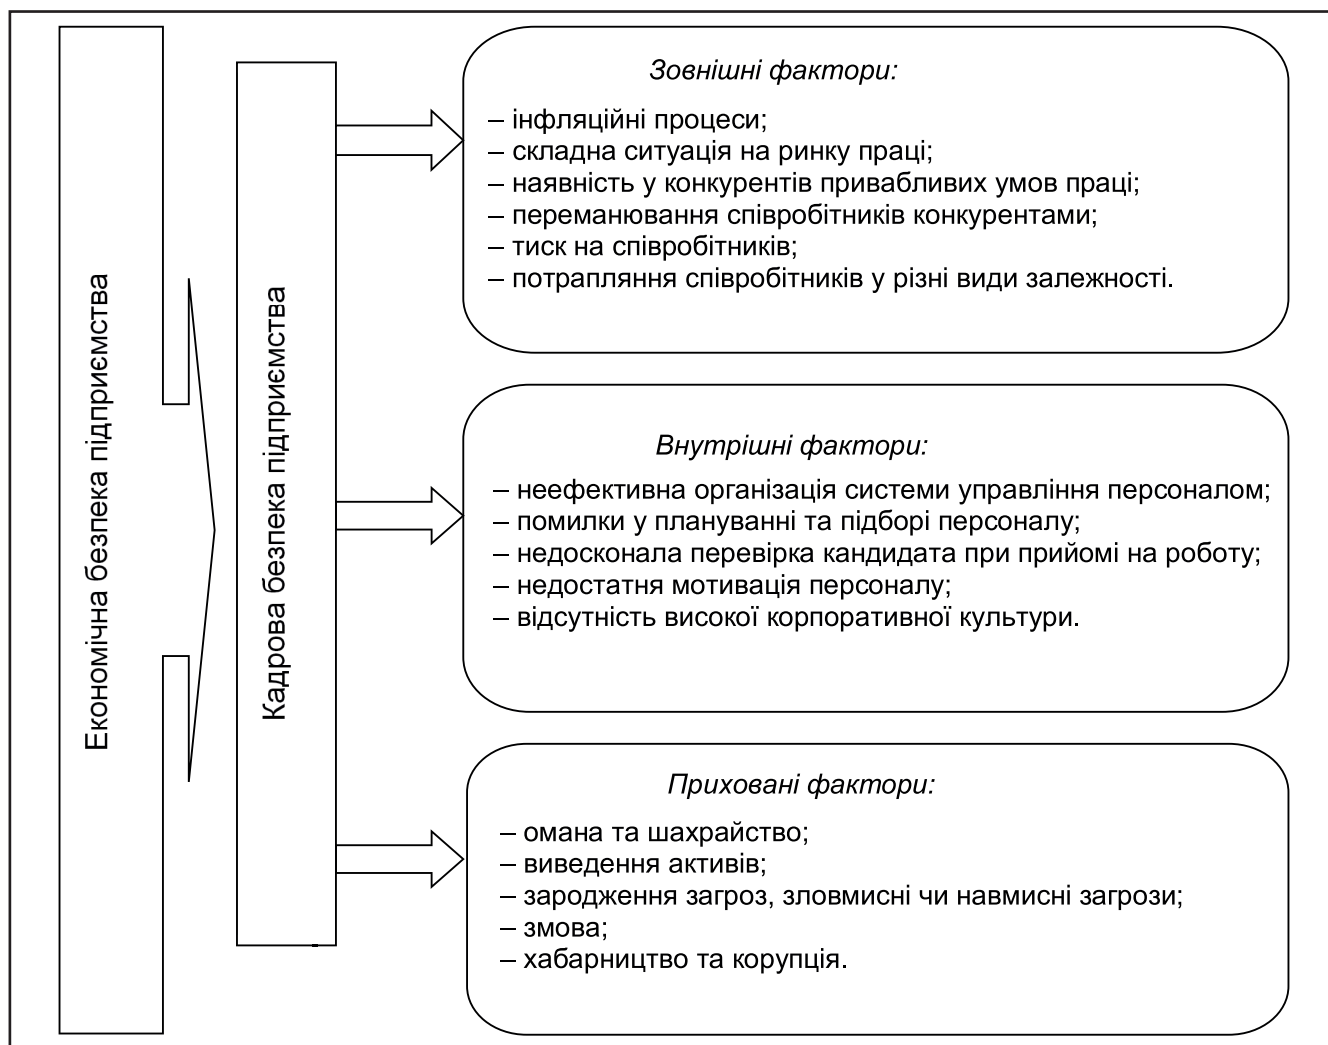 Економічна безпека підприємства
Кадрова безпека підприємства
Зовнішні фактори:
– інфляційні процеси;
– складна ситуація на ринку праці;
– наявність у конкурентів привабливих умов праці;
– переманювання співробітників конкурентами;
– тиск на співробітників;
– потрапляння співробітників у різні види залежності.
Внутрішні фактори:
– неефективна організація системи управління персоналом;
– помилки у плануванні та підборі персоналу;
– недосконала перевірка кандидата при прийомі на роботу;
– недостатня мотивація персоналу;
– відсутність високої корпоративної культури.
Приховані фактори:
– омана та шахрайство;
– виведення активів;
– зародження загроз, зловмисні чи навмисні загрози;
– змова;
– хабарництво та корупція.